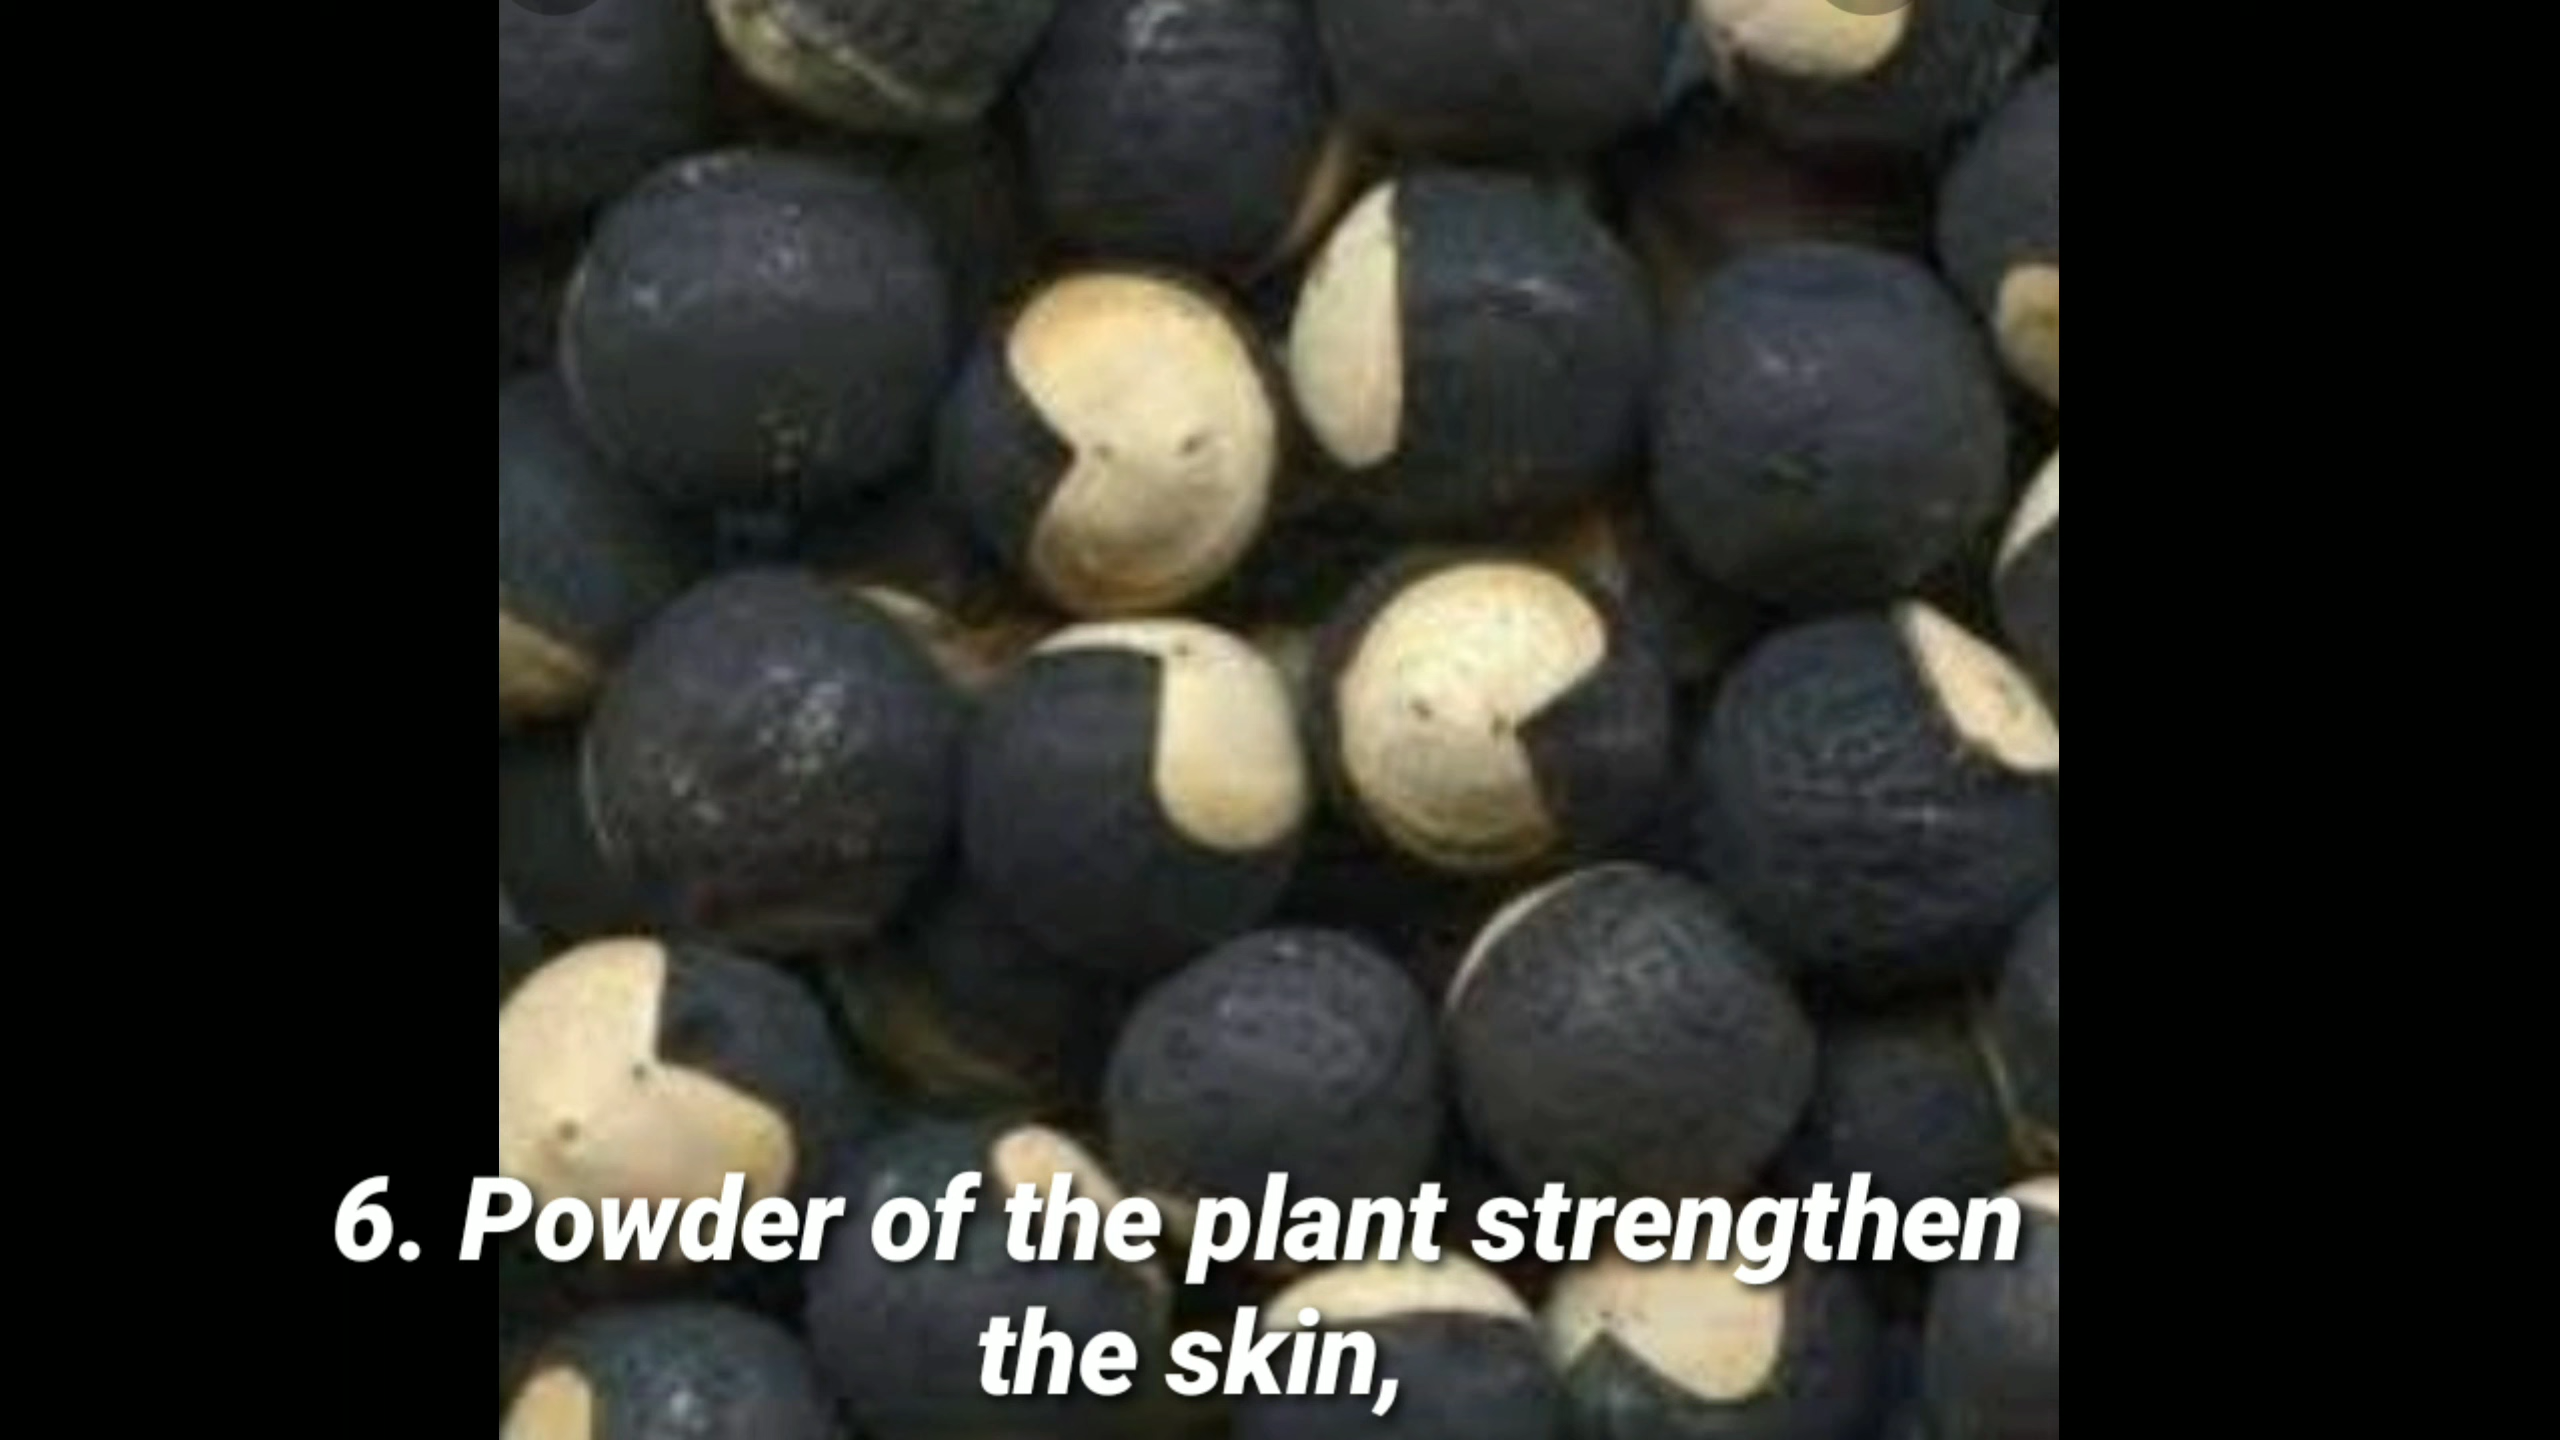 6. Powder of the plant strengthen
the skin,